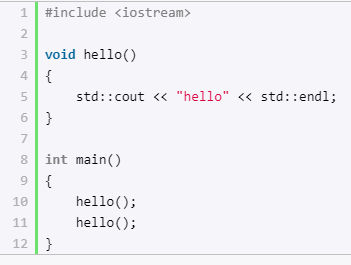 1 #include <iostream>
2
3 void hello()
4 {
5     std::cout << "hello" << std::endl;
6 }
7
8 int main()
9 {
10     hello();
11     hello();
12 }